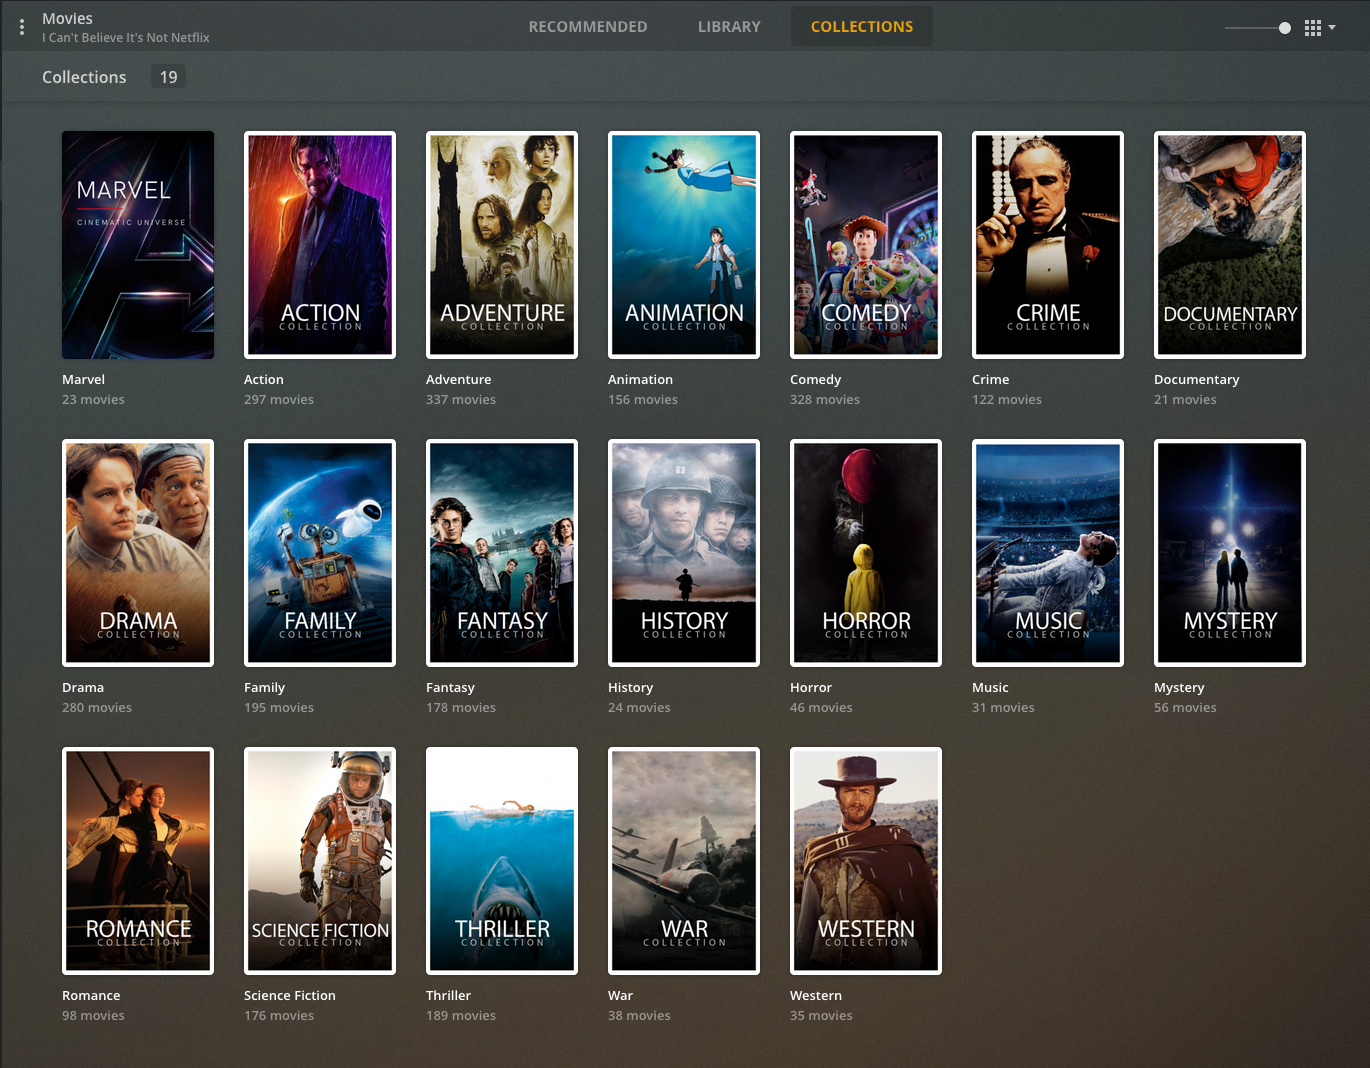 Movies
I Can't Believe It's Not Netflix
RECOMMENDED
LIBRARY
COLLECTIONS
Collections
19
MARVEL
CINEMATIC UNIVERSE
ACTION
COLLECTION
ADVENTURE
COLLECTION
ANIMATION
COLLECTION
COMEDY
COLLECTION
CRIME
COLLECTION
DOCUMENTARY
COLLECTION
Marvel
23 movies
Action
297 movies
Adventure
337 movies
Animation
156 movies
Comedy
328 movies
Crime
122 movies
Documentary
21 movies
DRAMA
COLLECTION
FAMILY
COLLECTION
FANTASY
COLLECTION
HISTORY
COLLECTION
HORROR
COLLECTION
MUSIC
COLLECTION
MYSTERY
COLLECTION
Drama
280 movies
Family
195 movies
Fantasy
178 movies
History
24 movies
Horror
46 movies
Music
31 movies
Mystery
56 movies
ROMANCE
COLLECTION
SCIENCE FICTION
COLLECTION
THRILLER
COLLECTION
WAR
COLLECTION
WESTERN
COLLECTION
Romance
98 movies
Science Fiction
176 movies
Thriller
189 movies
War
38 movies
Western
35 movies